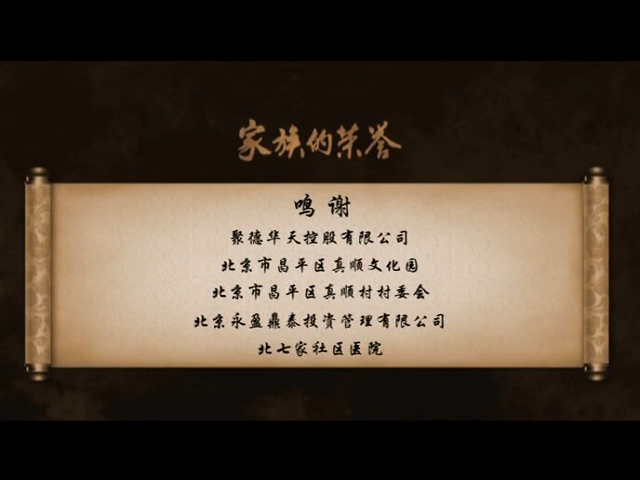 家族的荣誉
鸣谢
聚德华天控股有限公司
北京市昌平区真顺文化园
北京市昌平区真顺村村委会
北京永盈鼎泰投资管理有限公司
北七家社区医院